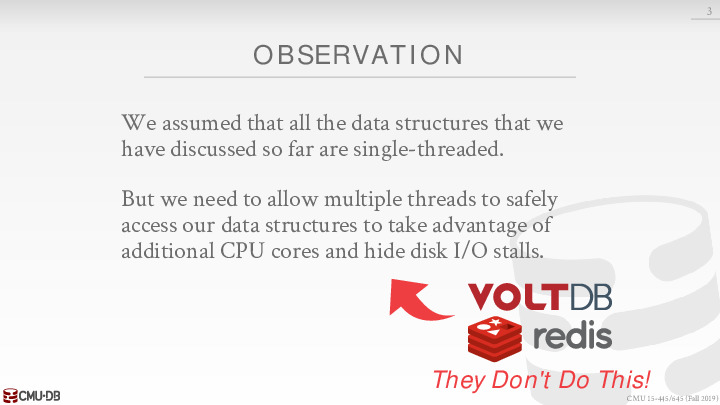 3
OBSERVATION
We assumed that all the data structures that we
have discussed so far are single-threaded.
But we need to allow multiple threads to safely
access our data structures to take advantage of
additional CPU cores and hide disk I/O stalls.
VOLTDB
redis
They Don't Do This!
CMU·DB
CMU 15-445/645 (Fall 2019)